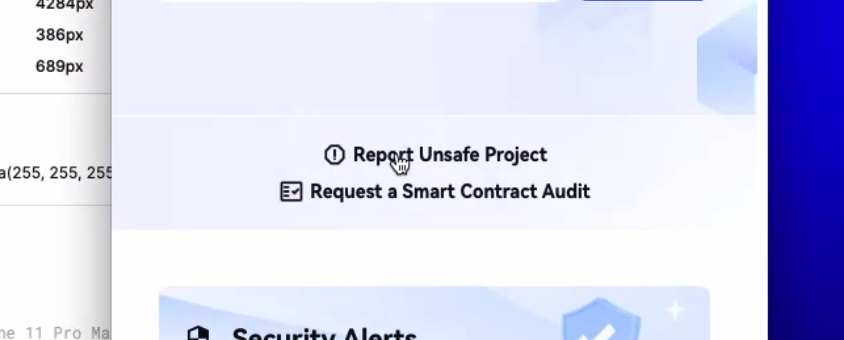 4284px
386px
689px
a(255, 255, 255
Report Unsafe Project
Request a Smart Contract Audit
ne 11 Pro Ma
Security Alerts